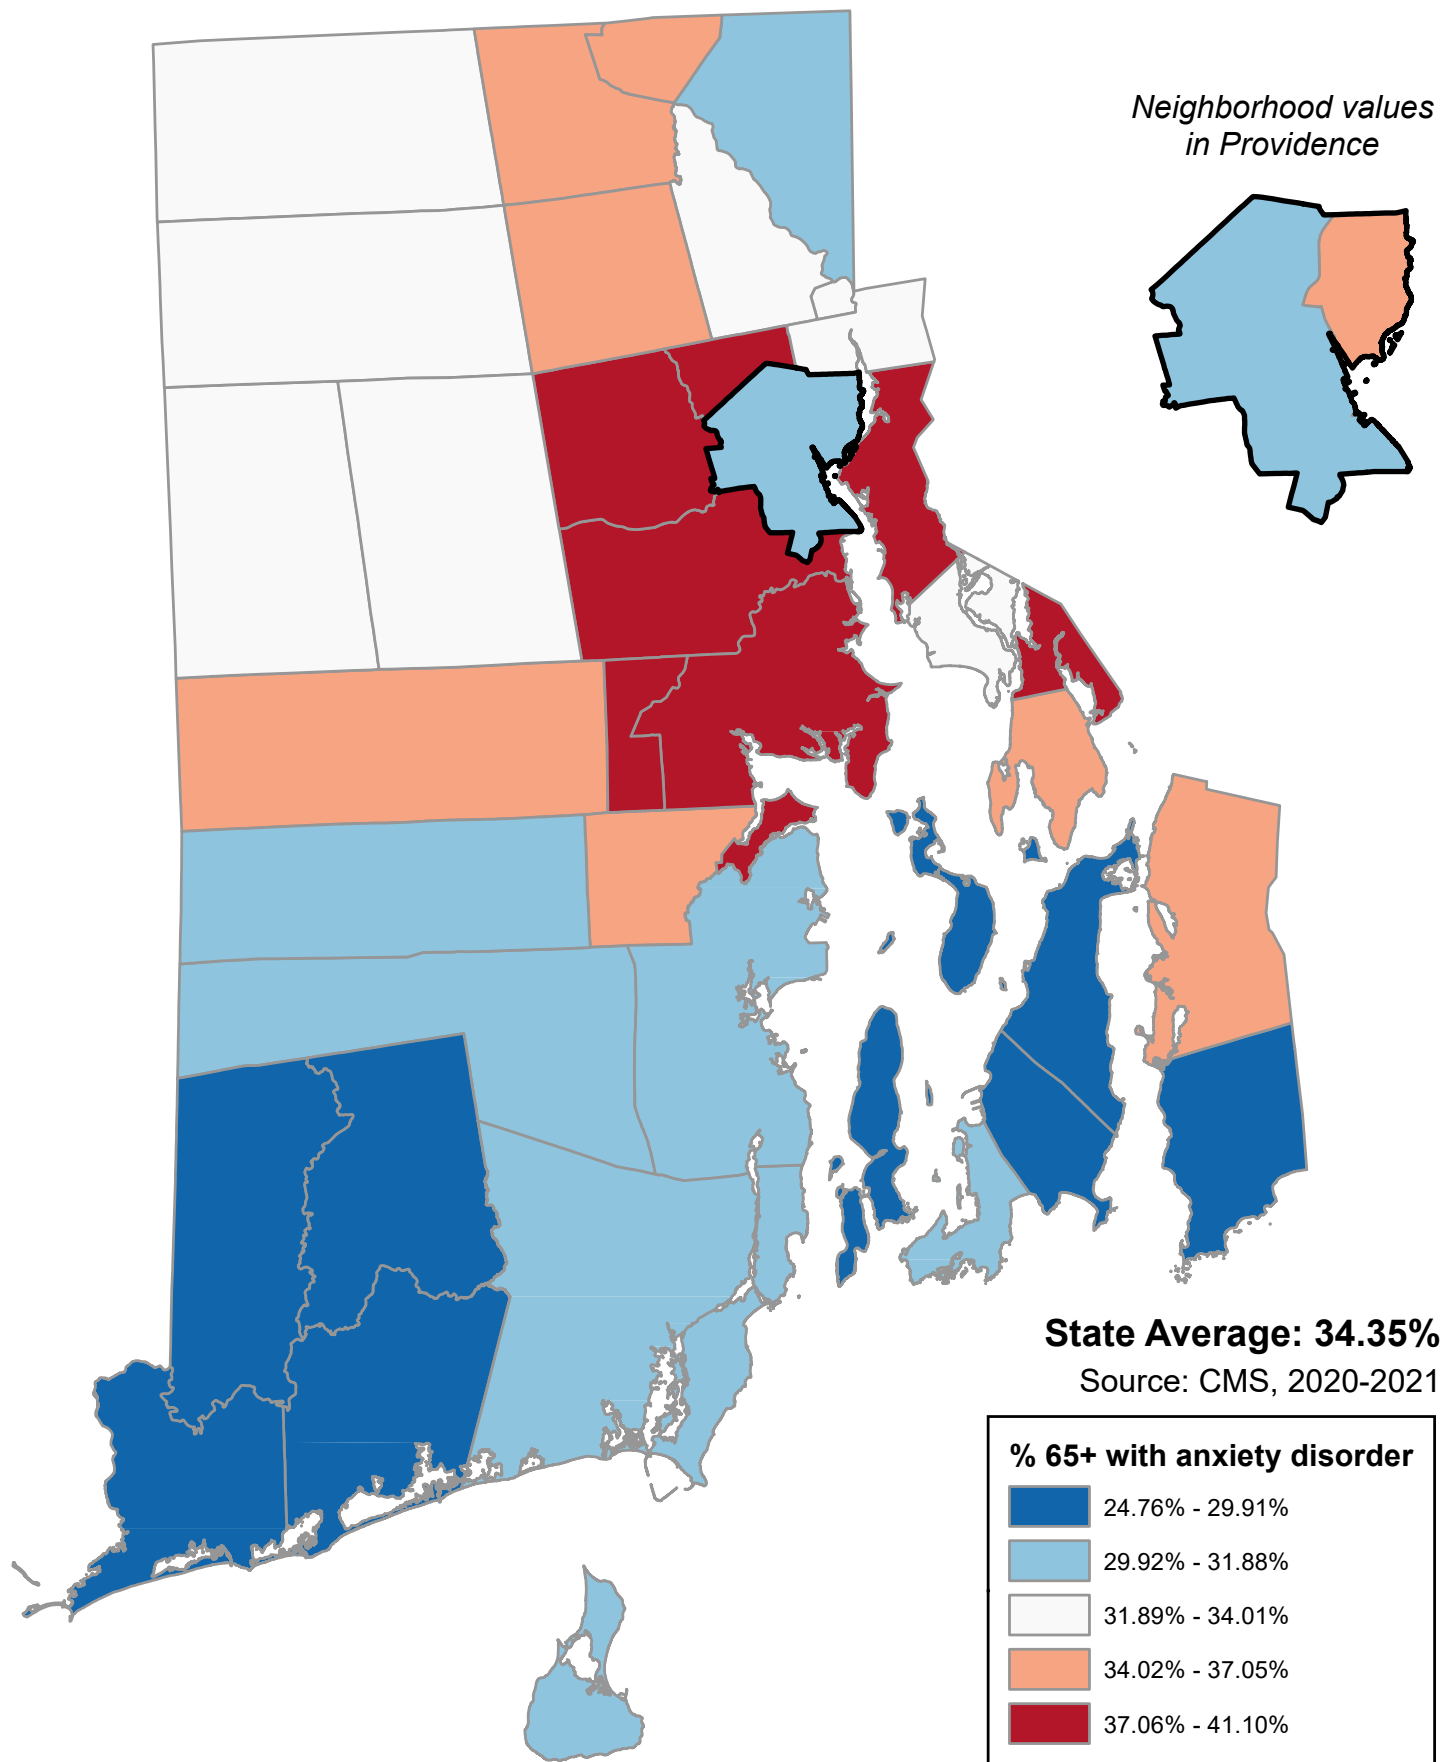 Neighborhood values
in Providence
State Average: 34.35%
Source: CMS, 2020-2021
% 65+ with anxiety disorder
24.76% - 29.91%
29.92% - 31.88%
31.89% - 34.01%
34.02% - 37.05%
37.06% - 41.10%